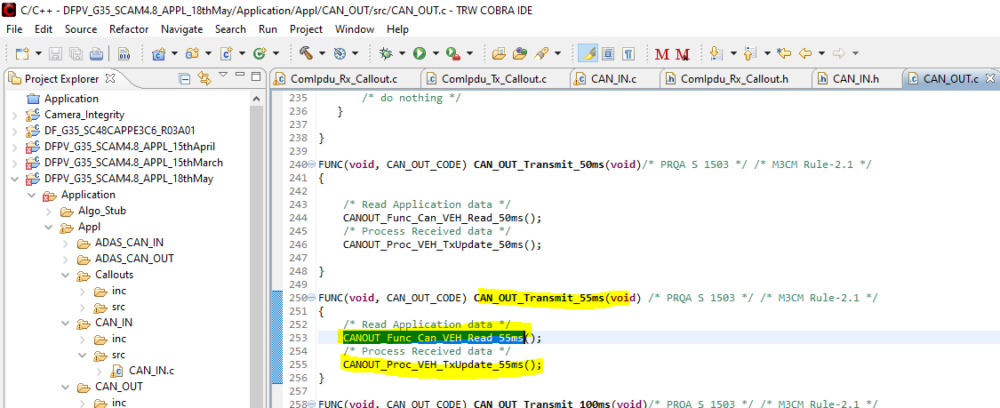 C/C++ - DFPV_G35_SCAM4.8_APPL_18thMay/Application/Appl/CAN_OUT/src/CAN_OUT.c - TRW COBRA IDE
File Edit Source Refactor Navigate Search Run Project Window Help
010
M M
Project Explorer
Application
Camera_Integrity
DF_G35_SC48CAPPE3C6_R03A01
DFPV_G35_SCAM4.8_APPL_15thApril
DFPV_G35_SCAM4.8_APPL_15thMarch
DFPV_G35_SCAM4.8_APPL_18thMay
Application
Algo_Stub
Appl
ADAS_CAN_IN
ADAS_CAN_OUT
Callouts
inc
src
CAN_IN
inc
src
CAN_IN.c
CAN_OUT
inc
ComIpdu_Rx_Callout.c ComIpdu_Tx_Callout.c CAN_IN.c ComIpdu_Rx_Callout.h CAN_IN.h CAN_OUT.c
235 /* do nothing */
236 }
237
238 }
239
240 FUNC(void, CAN_OUT_CODE) CAN_OUT_Transmit_50ms(void)/* PRQA S 1503 */ /* M3CM Rule-2.1 */
241 {
242
243 /* Read Application data */
244 CANOUT_Func_Can_VEH_Read_50ms();
245 /* Process Received data */
246 CANOUT_Proc_VEH_TxUpdate_50ms();
247
248 }
249
250 FUNC(void, CAN_OUT_CODE) CAN_OUT_Transmit_55ms(void) /* PRQA S 1503 */ /* M3CM Rule-2.1 */
251 {
252 /* Read Application data */
253 CANOUT_Func_Can_VEH_Read_55ms();
254 /* Process Received data */
255 CANOUT_Proc_VEH_TxUpdate_55ms();
256 }
257
258 FUNC(void, CAN_OUT_CODE) CAN_OUT_Transmit_100ms(void)/* PRQA S 1503 */ /* M3CM Rule-2.1 */